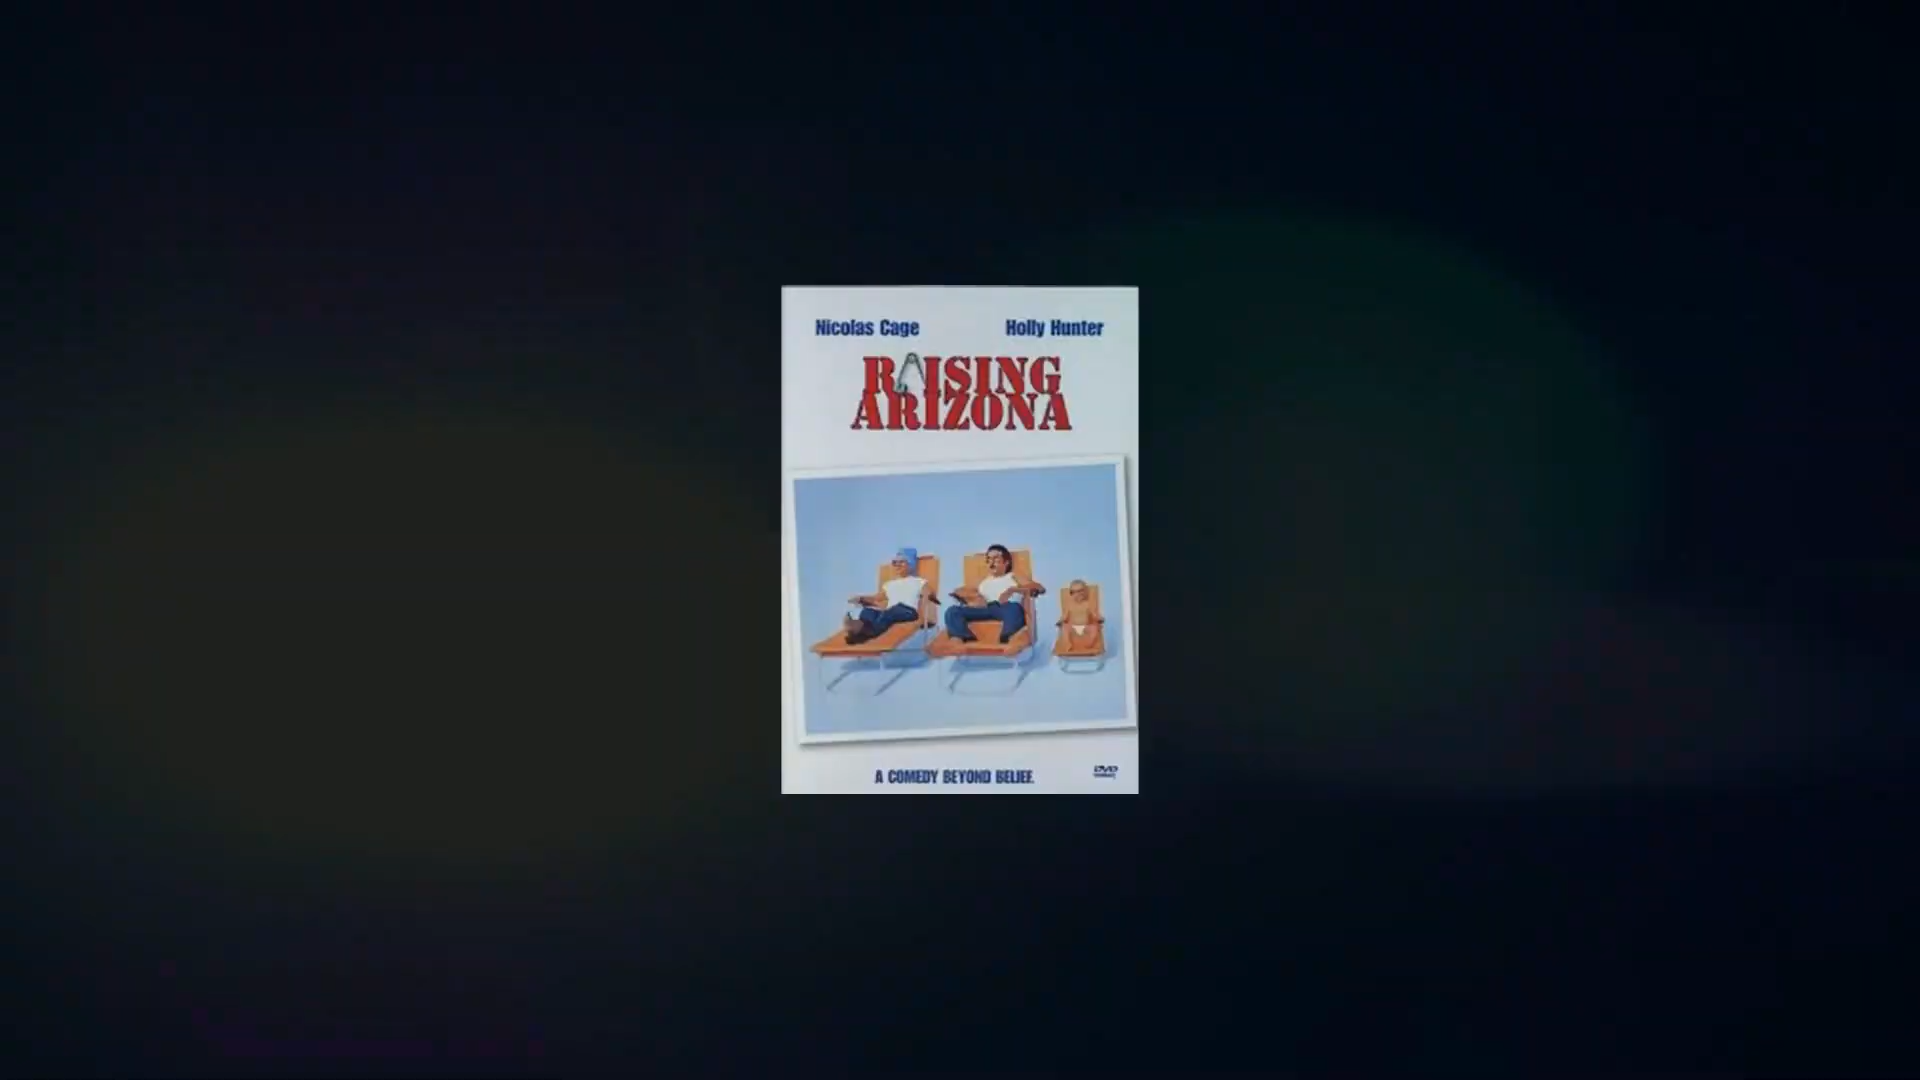 Nicolas Cage Holly Hunter
RAISING
ARIZONA
A COMEDY BEYOND BELIEF.
DVD